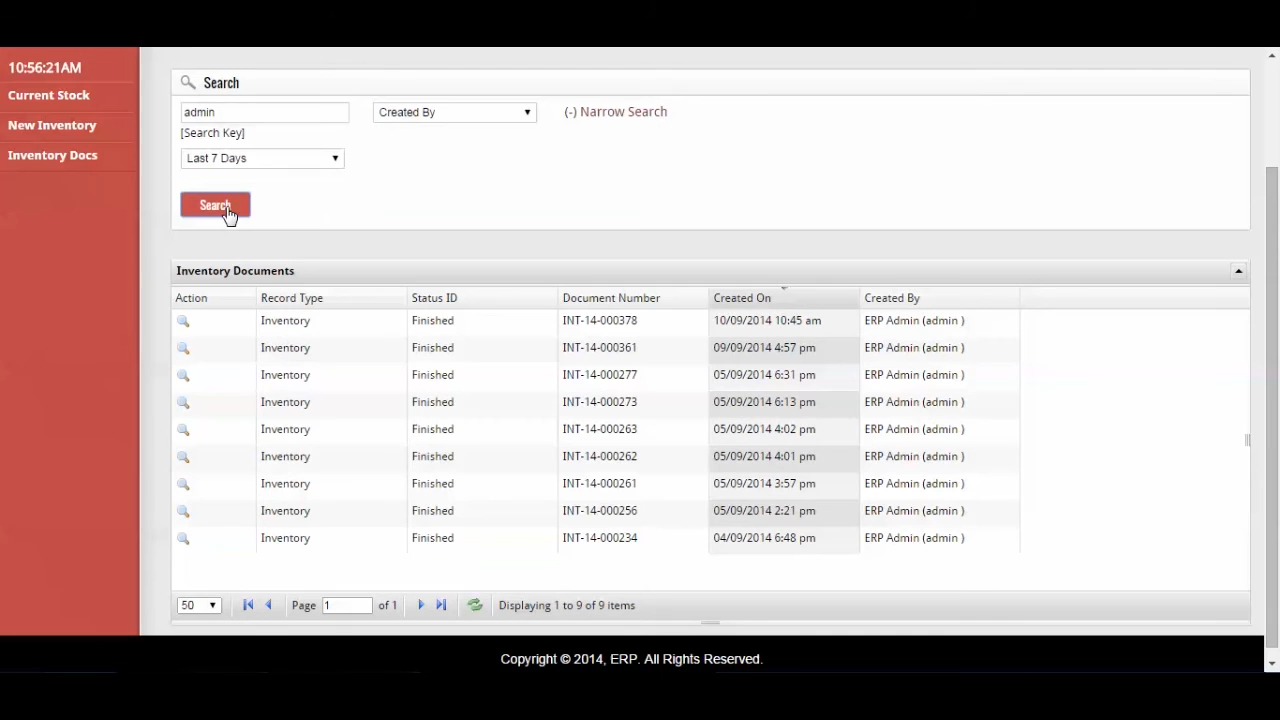 10:56:21AM
Current Stock
New Inventory
Inventory Docs
Search
admin
Created By
(-) Narrow Search
[Search Key]
Last 7 Days
Search
Inventory Documents
Action Record Type Status ID Document Number Created On Created By
Inventory Finished INT-14-000378 10/09/2014 10:45 am ERP Admin (admin )
Inventory Finished INT-14-000361 09/09/2014 4:57 pm ERP Admin (admin )
Inventory Finished INT-14-000277 05/09/2014 6:31 pm ERP Admin (admin )
Inventory Finished INT-14-000273 05/09/2014 6:13 pm ERP Admin (admin )
Inventory Finished INT-14-000263 05/09/2014 4:02 pm ERP Admin (admin )
Inventory Finished INT-14-000262 05/09/2014 4:01 pm ERP Admin (admin )
Inventory Finished INT-14-000261 05/09/2014 3:57 pm ERP Admin (admin )
Inventory Finished INT-14-000256 05/09/2014 2:21 pm ERP Admin (admin )
Inventory Finished INT-14-000234 04/09/2014 6:48 pm ERP Admin (admin )
50 Page 1 of 1 Displaying 1 to 9 of 9 items
Copyright © 2014, ERP. All Rights Reserved.